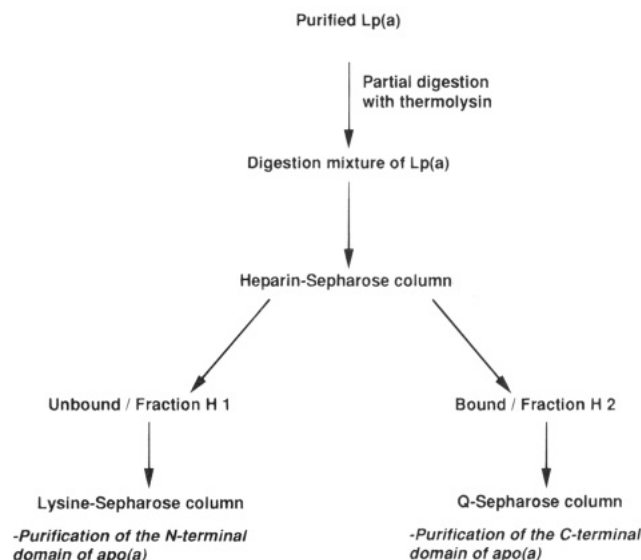 Purified Lp(a)
Partial digestion
with thermolysin
Digestion mixture of Lp(a)
Heparin-Sepharose column
Unbound / Fraction H 1
Bound / Fraction H 2
Lysine-Sepharose column
Q-Sepharose column
-Purification of the N-terminal
domain of apo(a)
-Purification of the C-terminal
domain of apo(a)